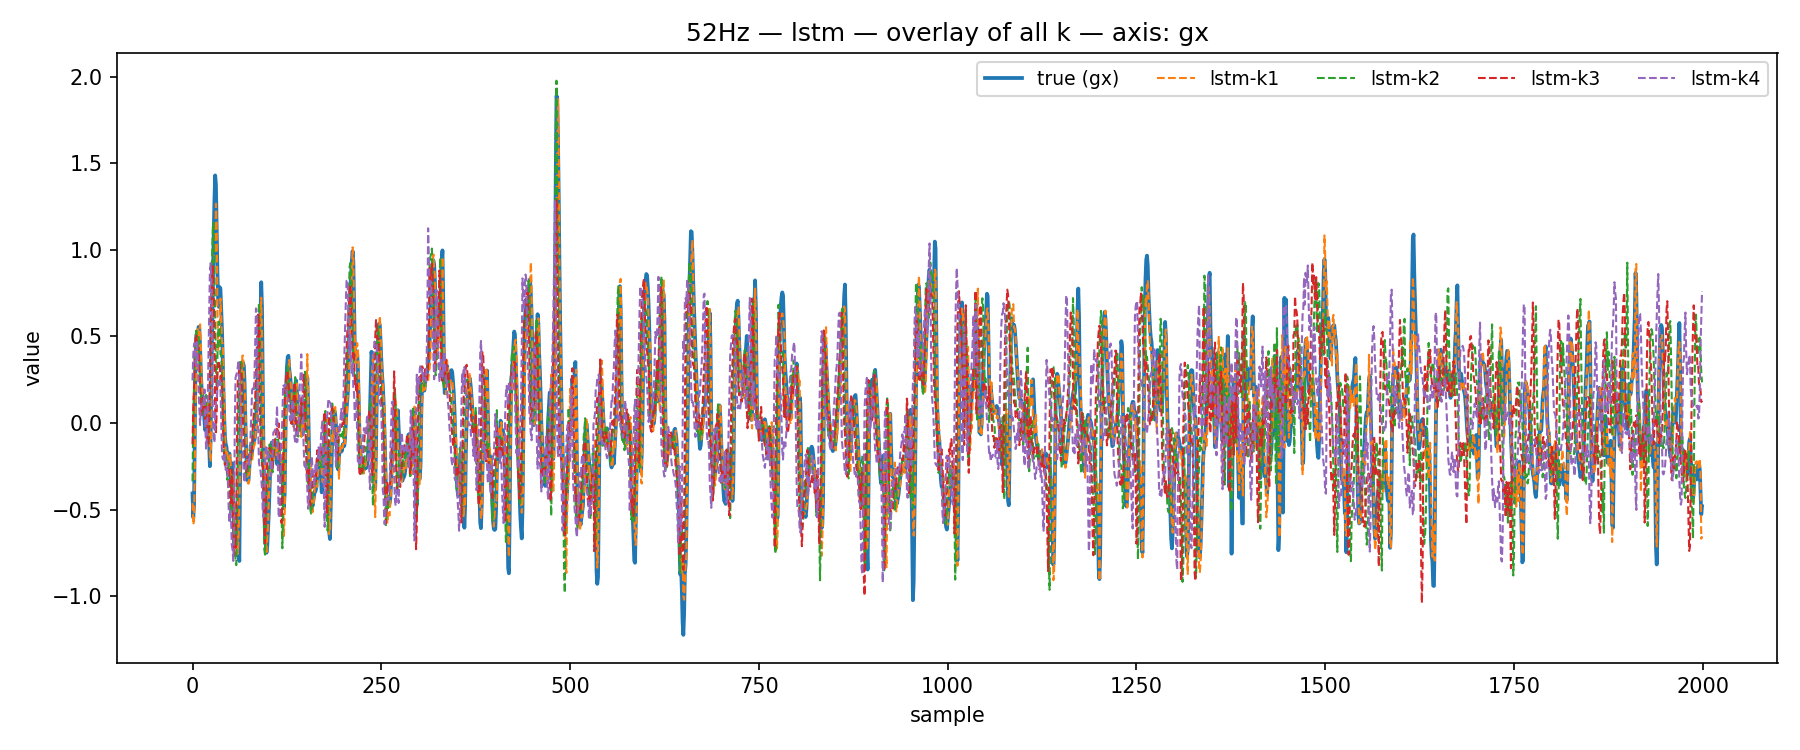 52Hz — lstm — overlay of all k — axis: gx
true (gx) lstm-k1 lstm-k2 lstm-k3 lstm-k4
2.0
1.5
1.0
0.5
0.0
−0.5
−1.0
value
0 250 500 750 1000 1250 1500 1750 2000
sample